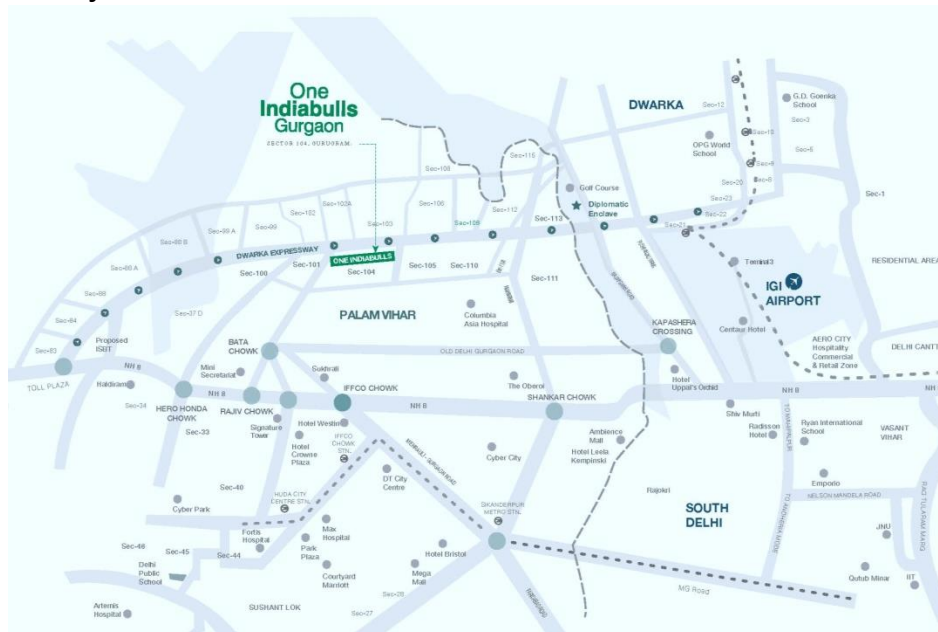 One
Indiabulls
Gurgaon
SECTOR 104, GURUGRAM.
DWARKA
Sec-12
G.D. Goenka
School
Sec-3
Sec-10
OPG World
School
Sec-6
Sec-9
Sec-8
Sec-20
Sec-1
Sec-23
Sec-22
Sec-21
Sec-115
Sec-108
Golf Course
Diplomatic
Enclave
Sec-102A
Sec-106
Sec-112
Sec-113
Sec-102
Sec-103
Sec-109
Sec-99
Sec-99 A
Sec-88 B
DWARKA EXPRESSWAY
ONE INDIABULLS
Sec-100
Sec-101
Sec-104
Sec-105
Sec-110
Sec-111
Sec-88 A
Sec-88
Sec-37 D
Sec-84
Sec-83
Terminal 3
RESIDENTIAL AREA
IGI
AIRPORT
Centaur Hotel
AERO CITY
Hospitality
Commercial
& Retail Zone
DELHI CANTT
PALAM VIHAR
Columbia
Asia Hospital
KAPASHERA
CROSSING
Proposed
ISBT
BATA
CHOWK
OLD DELHI GURGAON ROAD
TOLL PLAZA
NH 8
Haldiram
Mini
Secretariat
Sukhrali
IFFCO CHOWK
The Oberoi
SHANKAR CHOWK
Hotel
Uppal's Orchid
NH 8
NH 8
HERO HONDA
CHOWK
RAJIV CHOWK
Sec-34
Sec-33
Signature
Tower
Hotel Westin
Hotel
Crowne
Plaza
IFFCO
CHOWK
STN.
MEHRAULI - GURGAON ROAD
Cyber City
Ambience
Mall
Hotel Leela
Kempinski
Shiv Murti
Radisson
Hotel
Ryan International
School
VASANT
VIHAR
Sec-40
Cyber Park
HUDA CITY
CENTRE STN.
DT City
Centre
SIKANDERPUR
METRO STN.
Rajokri
Emporio
NELSON MANDELA ROAD
RAO TULARAM MARG
SOUTH
DELHI
Fortis
Hospital
Max
Hospital
Park
Plaza
Courtyard
Marriott
Hotel Bristol
Mega
Mall
Sec-46
Sec-45
Sec-44
Delhi
Public
School
JNU
Qutub Minar
IIT
MG Road
Sec-28
Sec-27
SUSHANT LOK
Artemis
Hospital